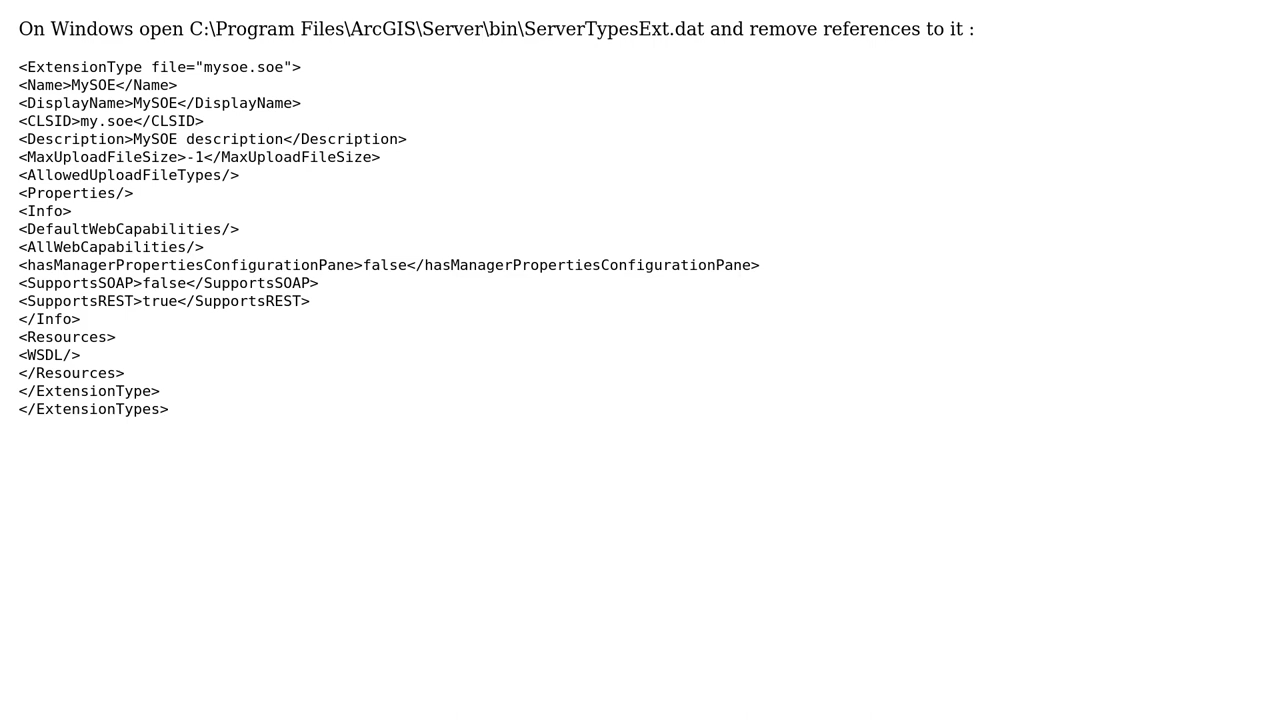 On Windows open C:\Program Files\ArcGIS\Server\bin\ServerTypesExt.dat and remove references to it :
<ExtensionType file="mysoe.soe">
<Name>MySOE</Name>
<DisplayName>MySOE</DisplayName>
<CLSID>my.soe</CLSID>
<Description>MySOE description</Description>
<MaxUploadFileSize>-1</MaxUploadFileSize>
<AllowedUploadFileTypes/>
<Properties/>
<Info>
<DefaultWebCapabilities/>
<AllWebCapabilities/>
<hasManagerPropertiesConfigurationPane>false</hasManagerPropertiesConfigurationPane>
<SupportsSOAP>false</SupportsSOAP>
<SupportsREST>true</SupportsREST>
</Info>
<Resources>
<WSDL/>
</Resources>
</ExtensionType>
</ExtensionTypes>